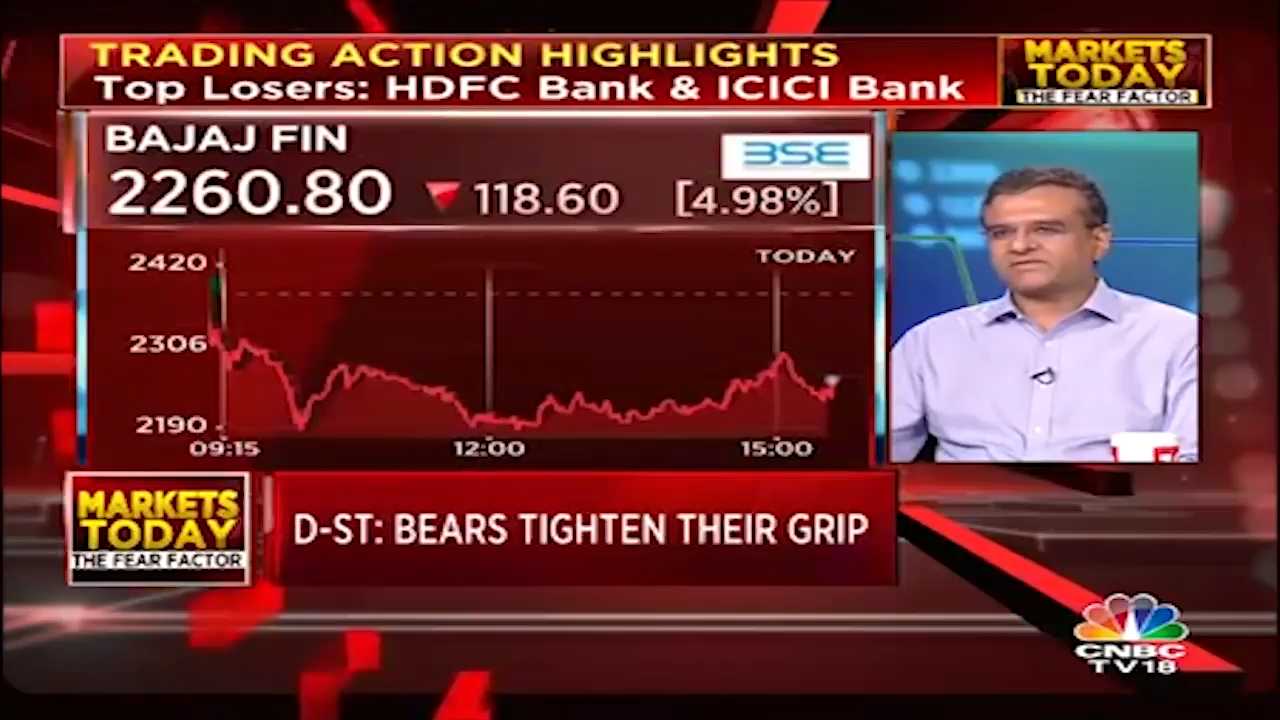 TRADING ACTION HIGHLIGHTS
Top Losers: HDFC Bank & ICICI Bank
MARKETS
TODAY
THE FEAR FACTOR
BAJAJ FIN
BSE
2260.80 118.60 [4.98%]
TODAY
2420
2306
2190
09:15 12:00 15:00
MARKETS
TODAY
THE FEAR FACTOR
D-ST: BEARS TIGHTEN THEIR GRIP
CNBC
TV18